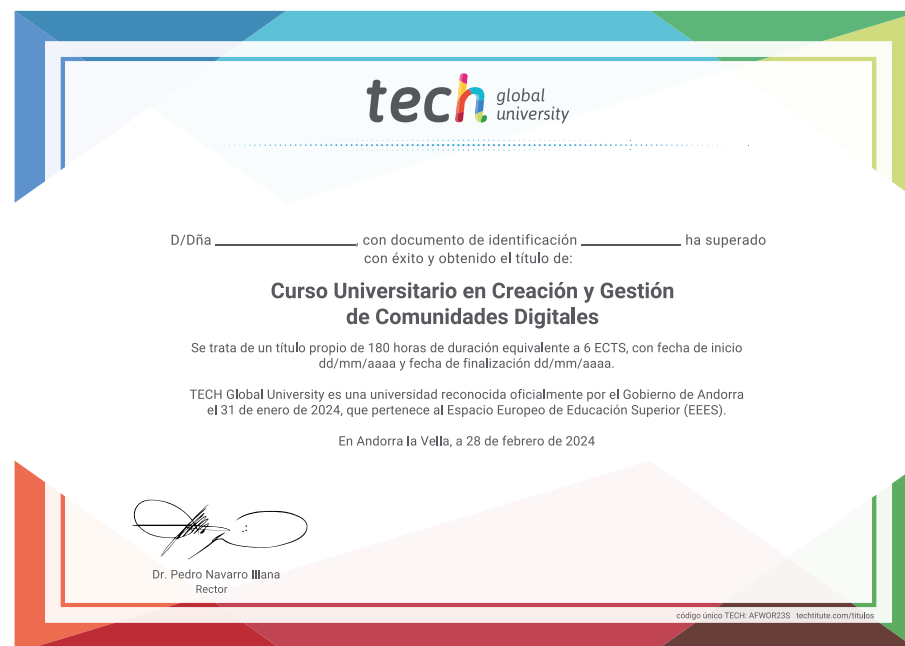 tech global university
D/Dña ________________, con documento de identificación ____________ ha superado
con éxito y obtenido el título de:
Curso Universitario en Creación y Gestión
de Comunidades Digitales
Se trata de un título propio de 180 horas de duración equivalente a 6 ECTS, con fecha de inicio
dd/mm/aaaa y fecha de finalización dd/mm/aaaa.
TECH Global University es una universidad reconocida oficialmente por el Gobierno de Andorra
el 31 de enero de 2024, que pertenece al Espacio Europeo de Educación Superior (EEES).
En Andorra la Vella, a 28 de febrero de 2024
Dr. Pedro Navarro Illana
Rector
código único TECH: AFWOR23S techtitute.com/titulos